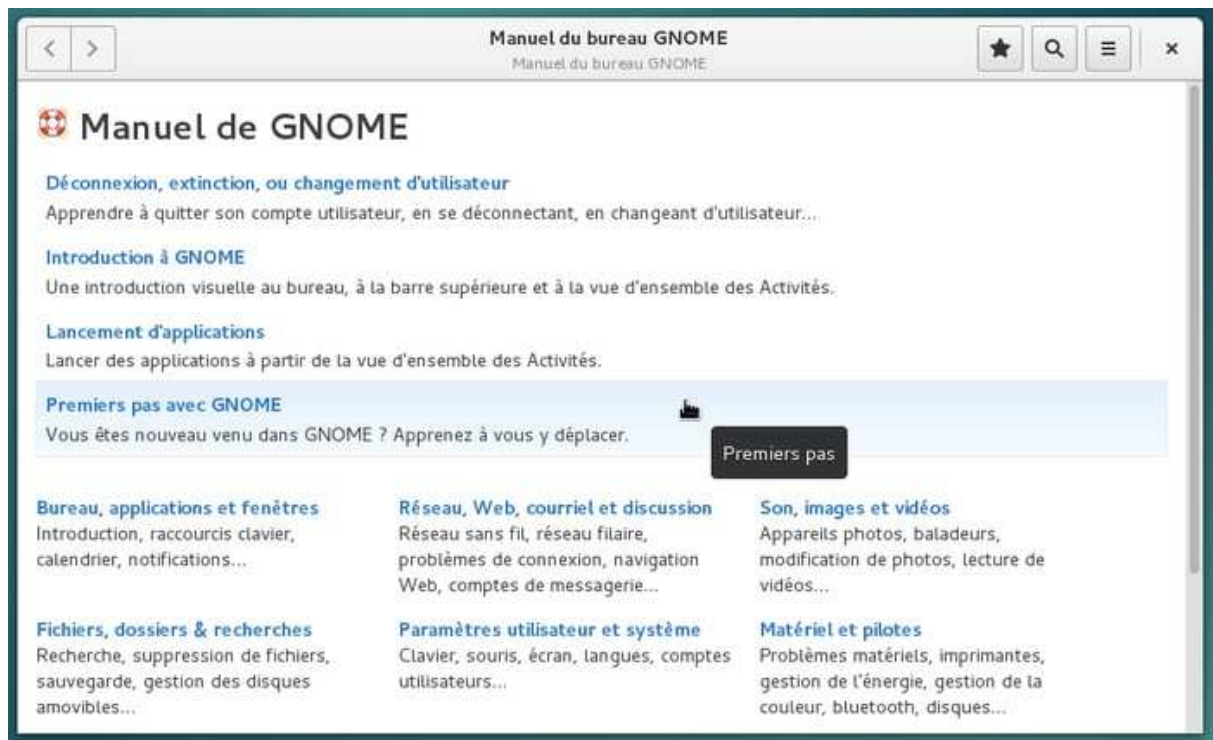 Manuel du bureau GNOME
Manuel du bureau GNOME
Manuel de GNOME
Déconnexion, extinction, ou changement d'utilisateur
Apprendre à quitter son compte utilisateur, en se déconnectant, en changeant d'utilisateur...
Introduction à GNOME
Une introduction visuelle au bureau, à la barre supérieure et à la vue d'ensemble des Activités.
Lancement d'applications
Lancer des applications à partir de la vue d'ensemble des Activités.
Premiers pas avec GNOME
Vous êtes nouveau venu dans GNOME ? Apprenez à vous y déplacer.
Premiers pas
Bureau, applications et fenêtres
Introduction, raccourcis clavier,
calendrier, notifications...
Réseau, Web, courriel et discussion
Réseau sans fil, réseau filaire,
problèmes de connexion, navigation
Web, comptes de messagerie...
Son, images et vidéos
Appareils photos, baladeurs,
modification de photos, lecture de
vidéos...
Fichiers, dossiers & recherches
Recherche, suppression de fichiers,
sauvegarde, gestion des disques
amovibles...
Paramètres utilisateur et système
Clavier, souris, écran, langues, comptes
utilisateurs...
Matériel et pilotes
Problèmes matériels, imprimantes,
gestion de l'énergie, gestion de la
couleur, bluetooth, disques...